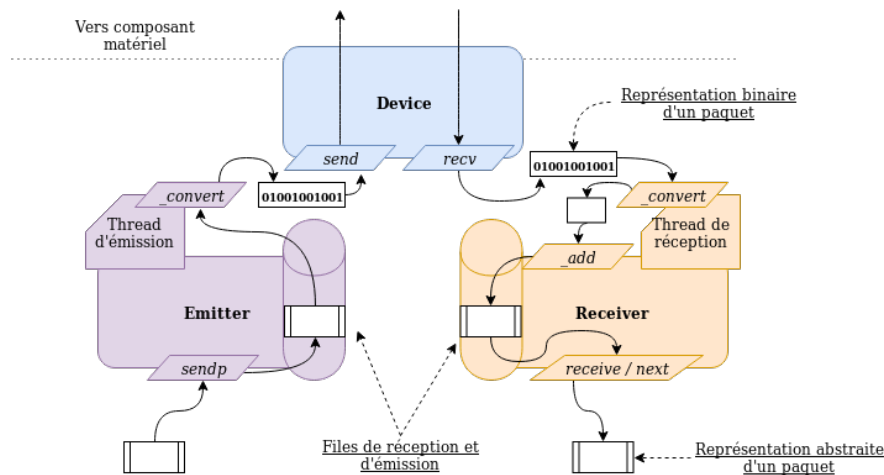 Vers composant
matériel
Device
Représentation binaire
d'un paquet
send
recv
01001001001
_convert
01001001001
_convert
Thread
d'émission
Thread de
réception
_add
Emitter
Receiver
sendp
receive / next
Files de réception et
d'émission
Représentation abstraite
d'un paquet